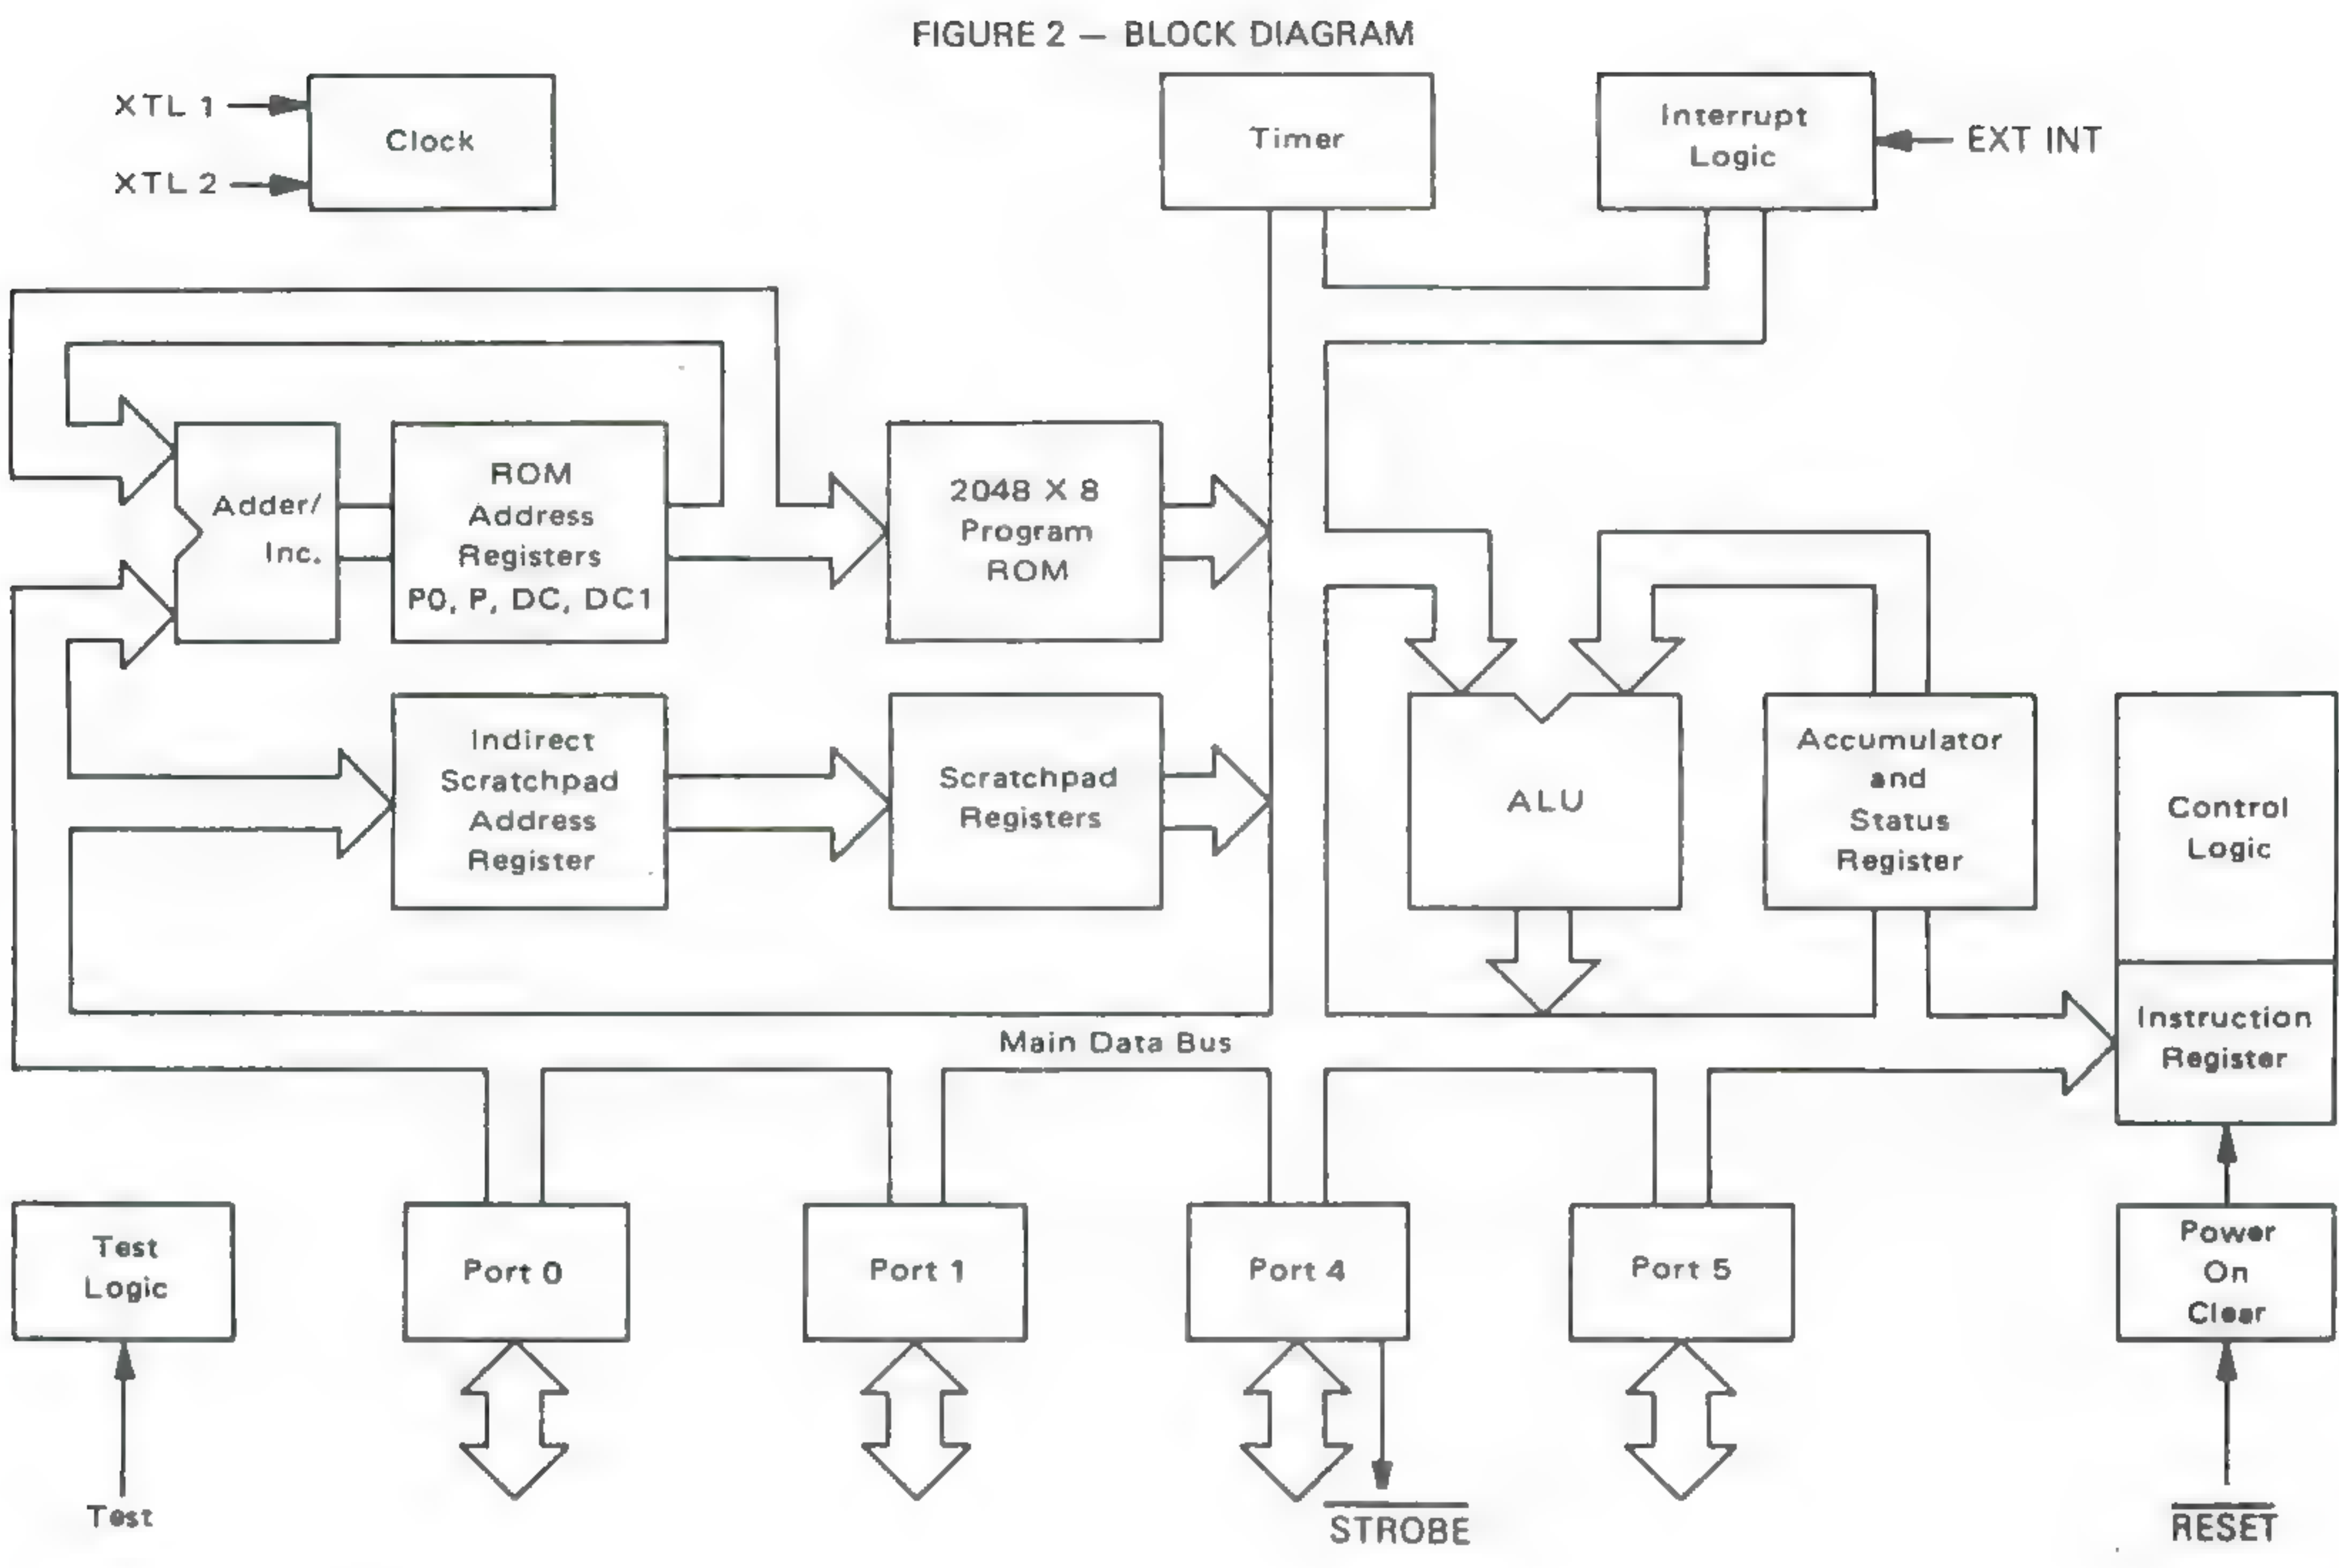 FIGURE 2 — BLOCK DIAGRAM
XTL 1
XTL 2
Clock
Timer
Interrupt
Logic
EXT INT
Adder/
Inc.
ROM
Address
Registers
P0, P, DC, DC1
2048 X 8
Program
ROM
Indirect
Scratchpad
Address
Register
Scratchpad
Registers
ALU
Accumulator
and
Status
Register
Control
Logic
Instruction
Register
Main Data Bus
Test
Logic
Port 0
Port 1
Port 4
Port 5
Power
On
Clear
Test
STROBE
RESET